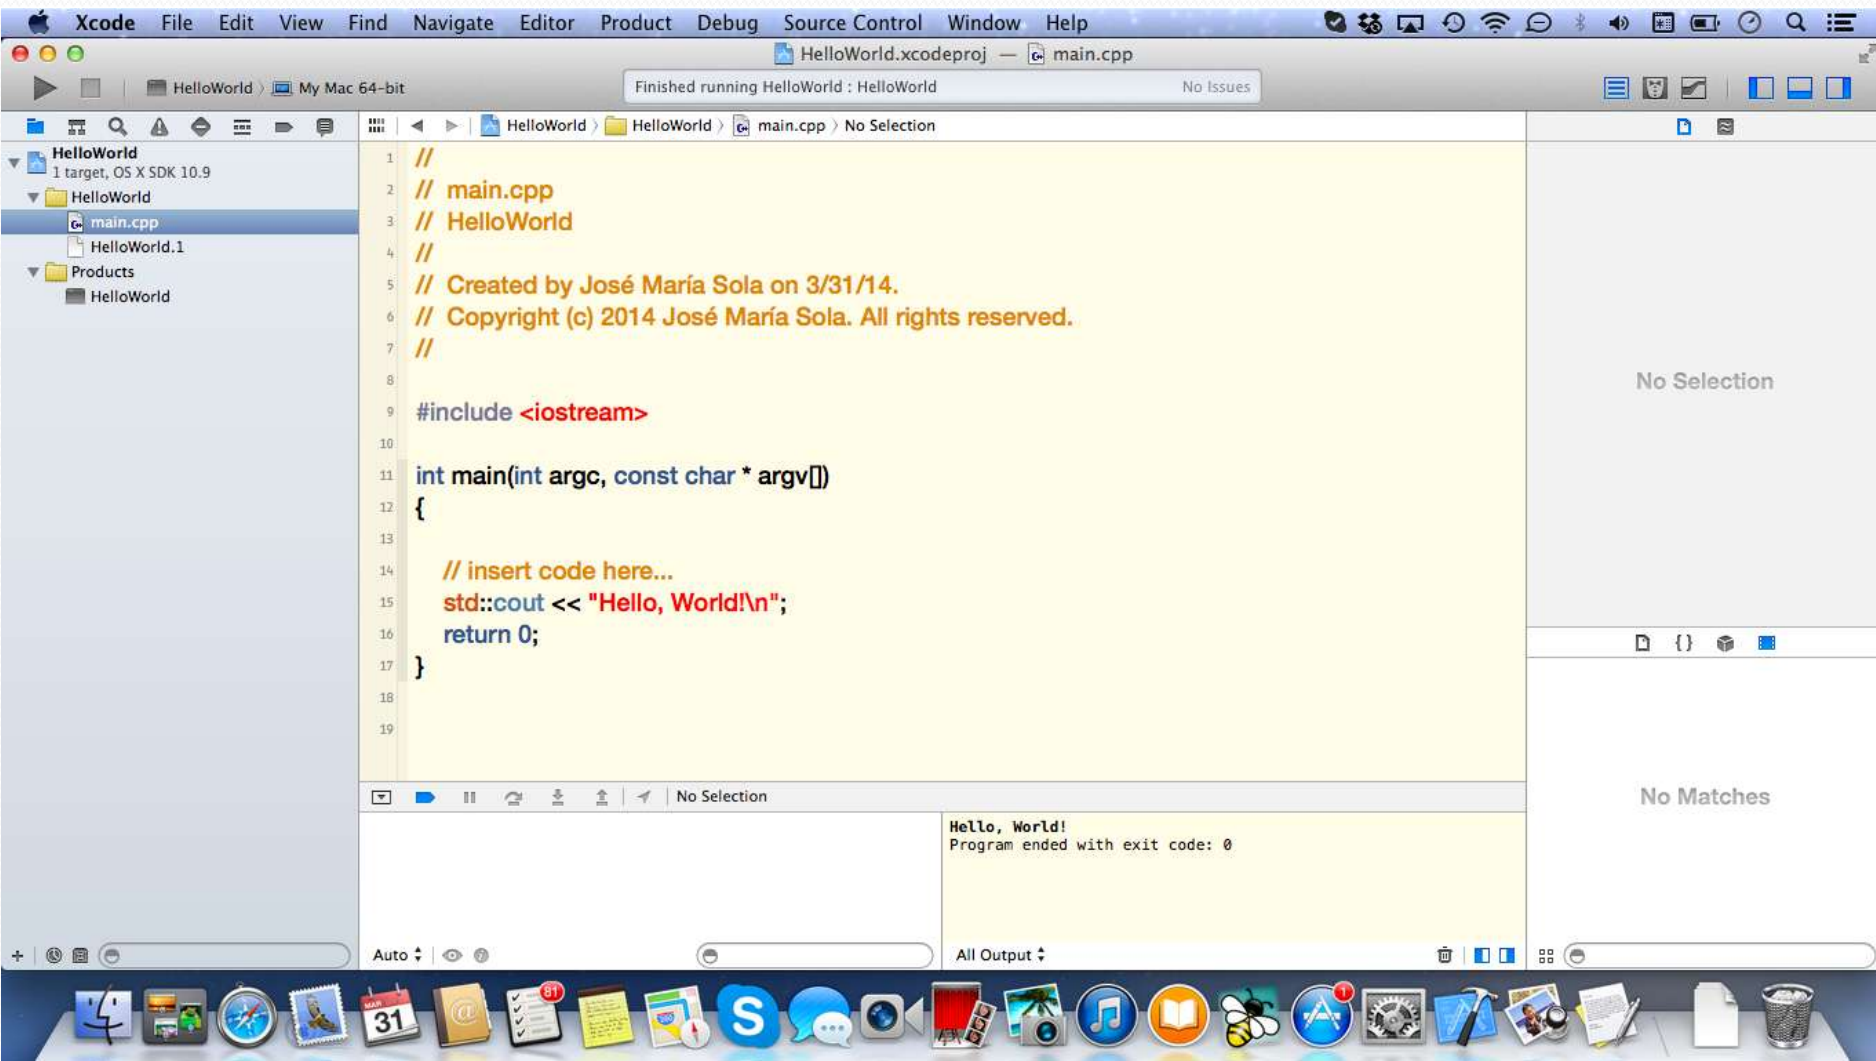 Xcode File Edit View Find Navigate Editor Product Debug Source Control Window Help
HelloWorld.xcodeproj — main.cpp
HelloWorld My Mac 64-bit
Finished running HelloWorld : HelloWorld No Issues
HelloWorld HelloWorld main.cpp No Selection
HelloWorld
1 target, OS X SDK 10.9
HelloWorld
main.cpp
HelloWorld.1
Products
HelloWorld
1 //
2 // main.cpp
3 // HelloWorld
4 //
5 // Created by José María Sola on 3/31/14.
6 // Copyright (c) 2014 José María Sola. All rights reserved.
7 //
8
9 #include <iostream>
10
11 int main(int argc, const char * argv[])
12 {
13
14 // insert code here...
15 std::cout << "Hello, World!\n";
16 return 0;
17 }
18
19
No Selection
No Matches
No Selection
Hello, World!
Program ended with exit code: 0
Auto
All Output
MAR
31
81
1